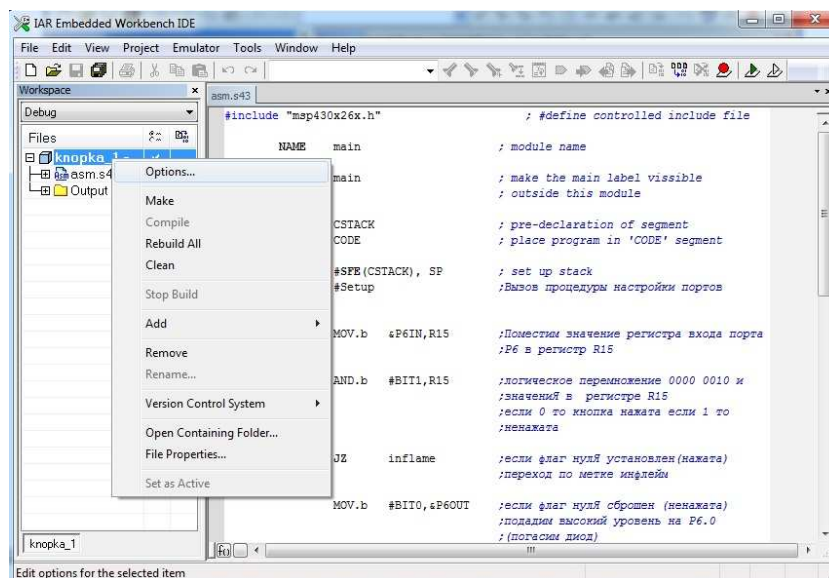 IAR Embedded Workbench IDE
File Edit View Project Emulator Tools Window Help
Workspace
asm.s43
Debug
Files
knopka_1
asm.s4
Output
Options...
Make
Compile
Rebuild All
Clean
Stop Build
Add
Remove
Rename...
Version Control System
Open Containing Folder...
File Properties...
Set as Active
#include "msp430x26x.h" ; #define controlled include file
NAME main ; module name
main ; make the main label vissible
; outside this module
CSTACK ; pre-declaration of segment
CODE ; place program in 'CODE' segment
#SFE(CSTACK), SP ; set up stack
#Setup ;Вызов процедуры настройки портов
MOV.b &P6IN,R15 ;Поместим значение регистра входа порта
;P6 в регистр R15
AND.b #BIT1,R15 ;логическое перемножение 0000 0010 и
;значениЯ в регистре R15
;если 0 то кнопка нажата если 1 то
;ненажата
JZ inflame ;если флаг нулЯ установлен(нажата)
;переход по метке инфлейм
MOV.b #BIT0,&P6OUT ;если флаг нулЯ сброшен (ненажата)
;подадим высокий уровень на P6.0
;(погасим диод)
knopka_1
Edit options for the selected item